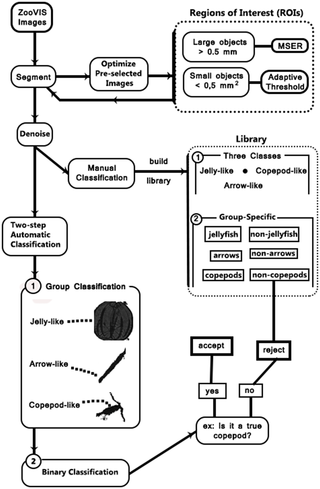 ZooVIS
Images
Regions of Interest (ROIs)
Large objects
> 0.5 mm
MSER
Optimize
Pre-selected
Images
Segment
Small objects
< 0,5 mm²
Adaptive
Threshold
Denoise
Library
Manual
Classification
build
library
1 Three Classes
Jelly-like • Copepod-like
Arrow-like
2 Group-Specific
jellyfish non-jellyfish
arrows non-arrows
copepods non-copepods
Two-step
Automatic
Classification
1 Group Classification
Jelly-like
Arrow-like
Copepod-like
accept
reject
yes
no
ex: Is it a true
copepod?
2
Binary Classification